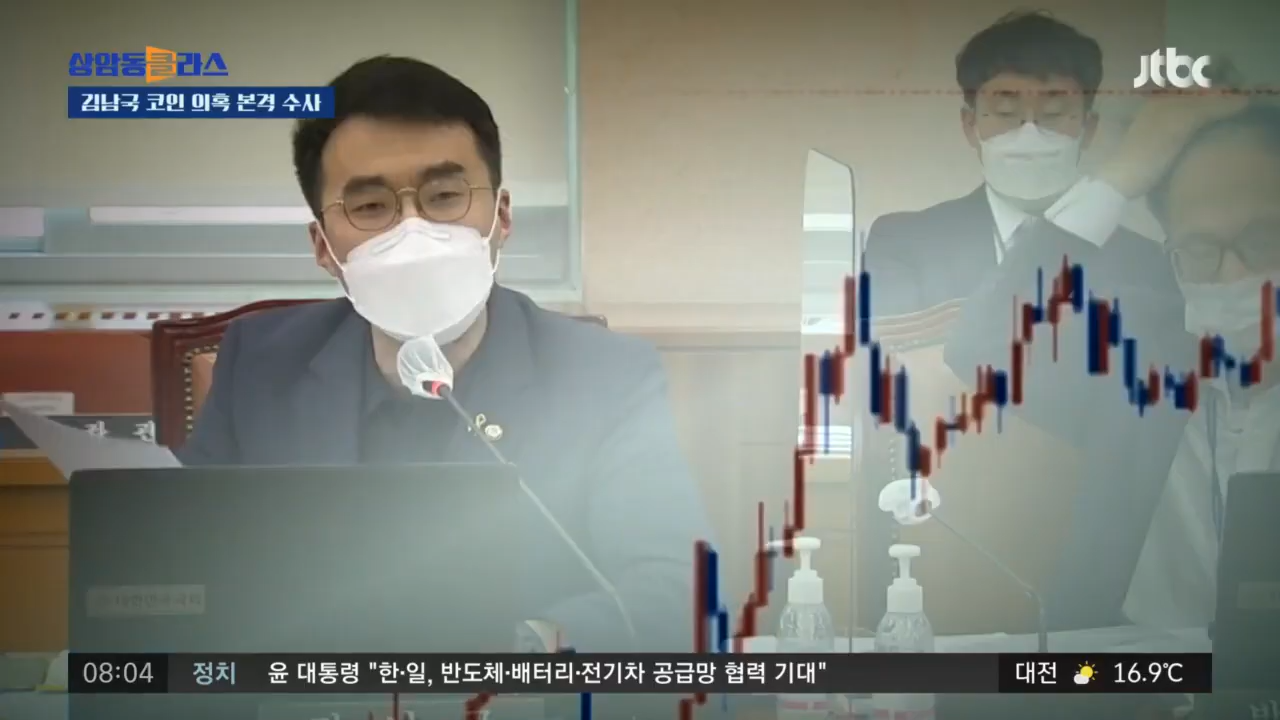 상암동클라스
jtbc
김남국 코인 의혹 본격 수사
08:04 정치 윤 대통령 "한·일, 반도체·배터리·전기차 공급망 협력 기대" 대전 16.9℃